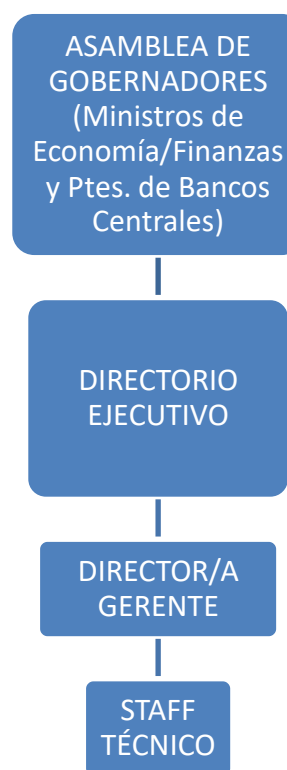 ASAMBLEA DE
GOBERNADORES
(Ministros de
Economía/Finanzas
y Ptes. de Bancos
Centrales)
DIRECTORIO
EJECUTIVO
DIRECTOR/A
GERENTE
STAFF
TÉCNICO